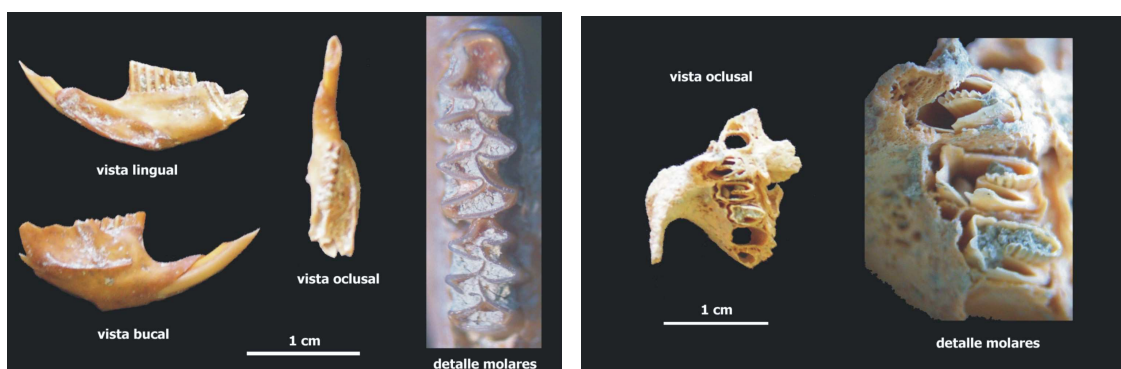 vista lingual
vista bucal
vista oclusal
1 cm
detalle molares
vista oclusal
1 cm
detalle molares